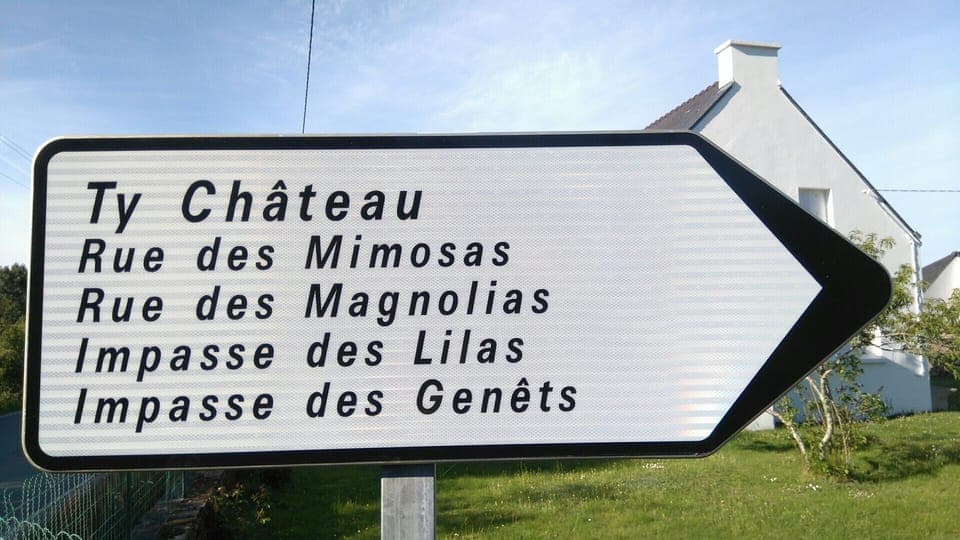 Ty Château
Rue des Mimosas
Rue des Magnolias
Impasse des Lilas
Impasse des Genêts